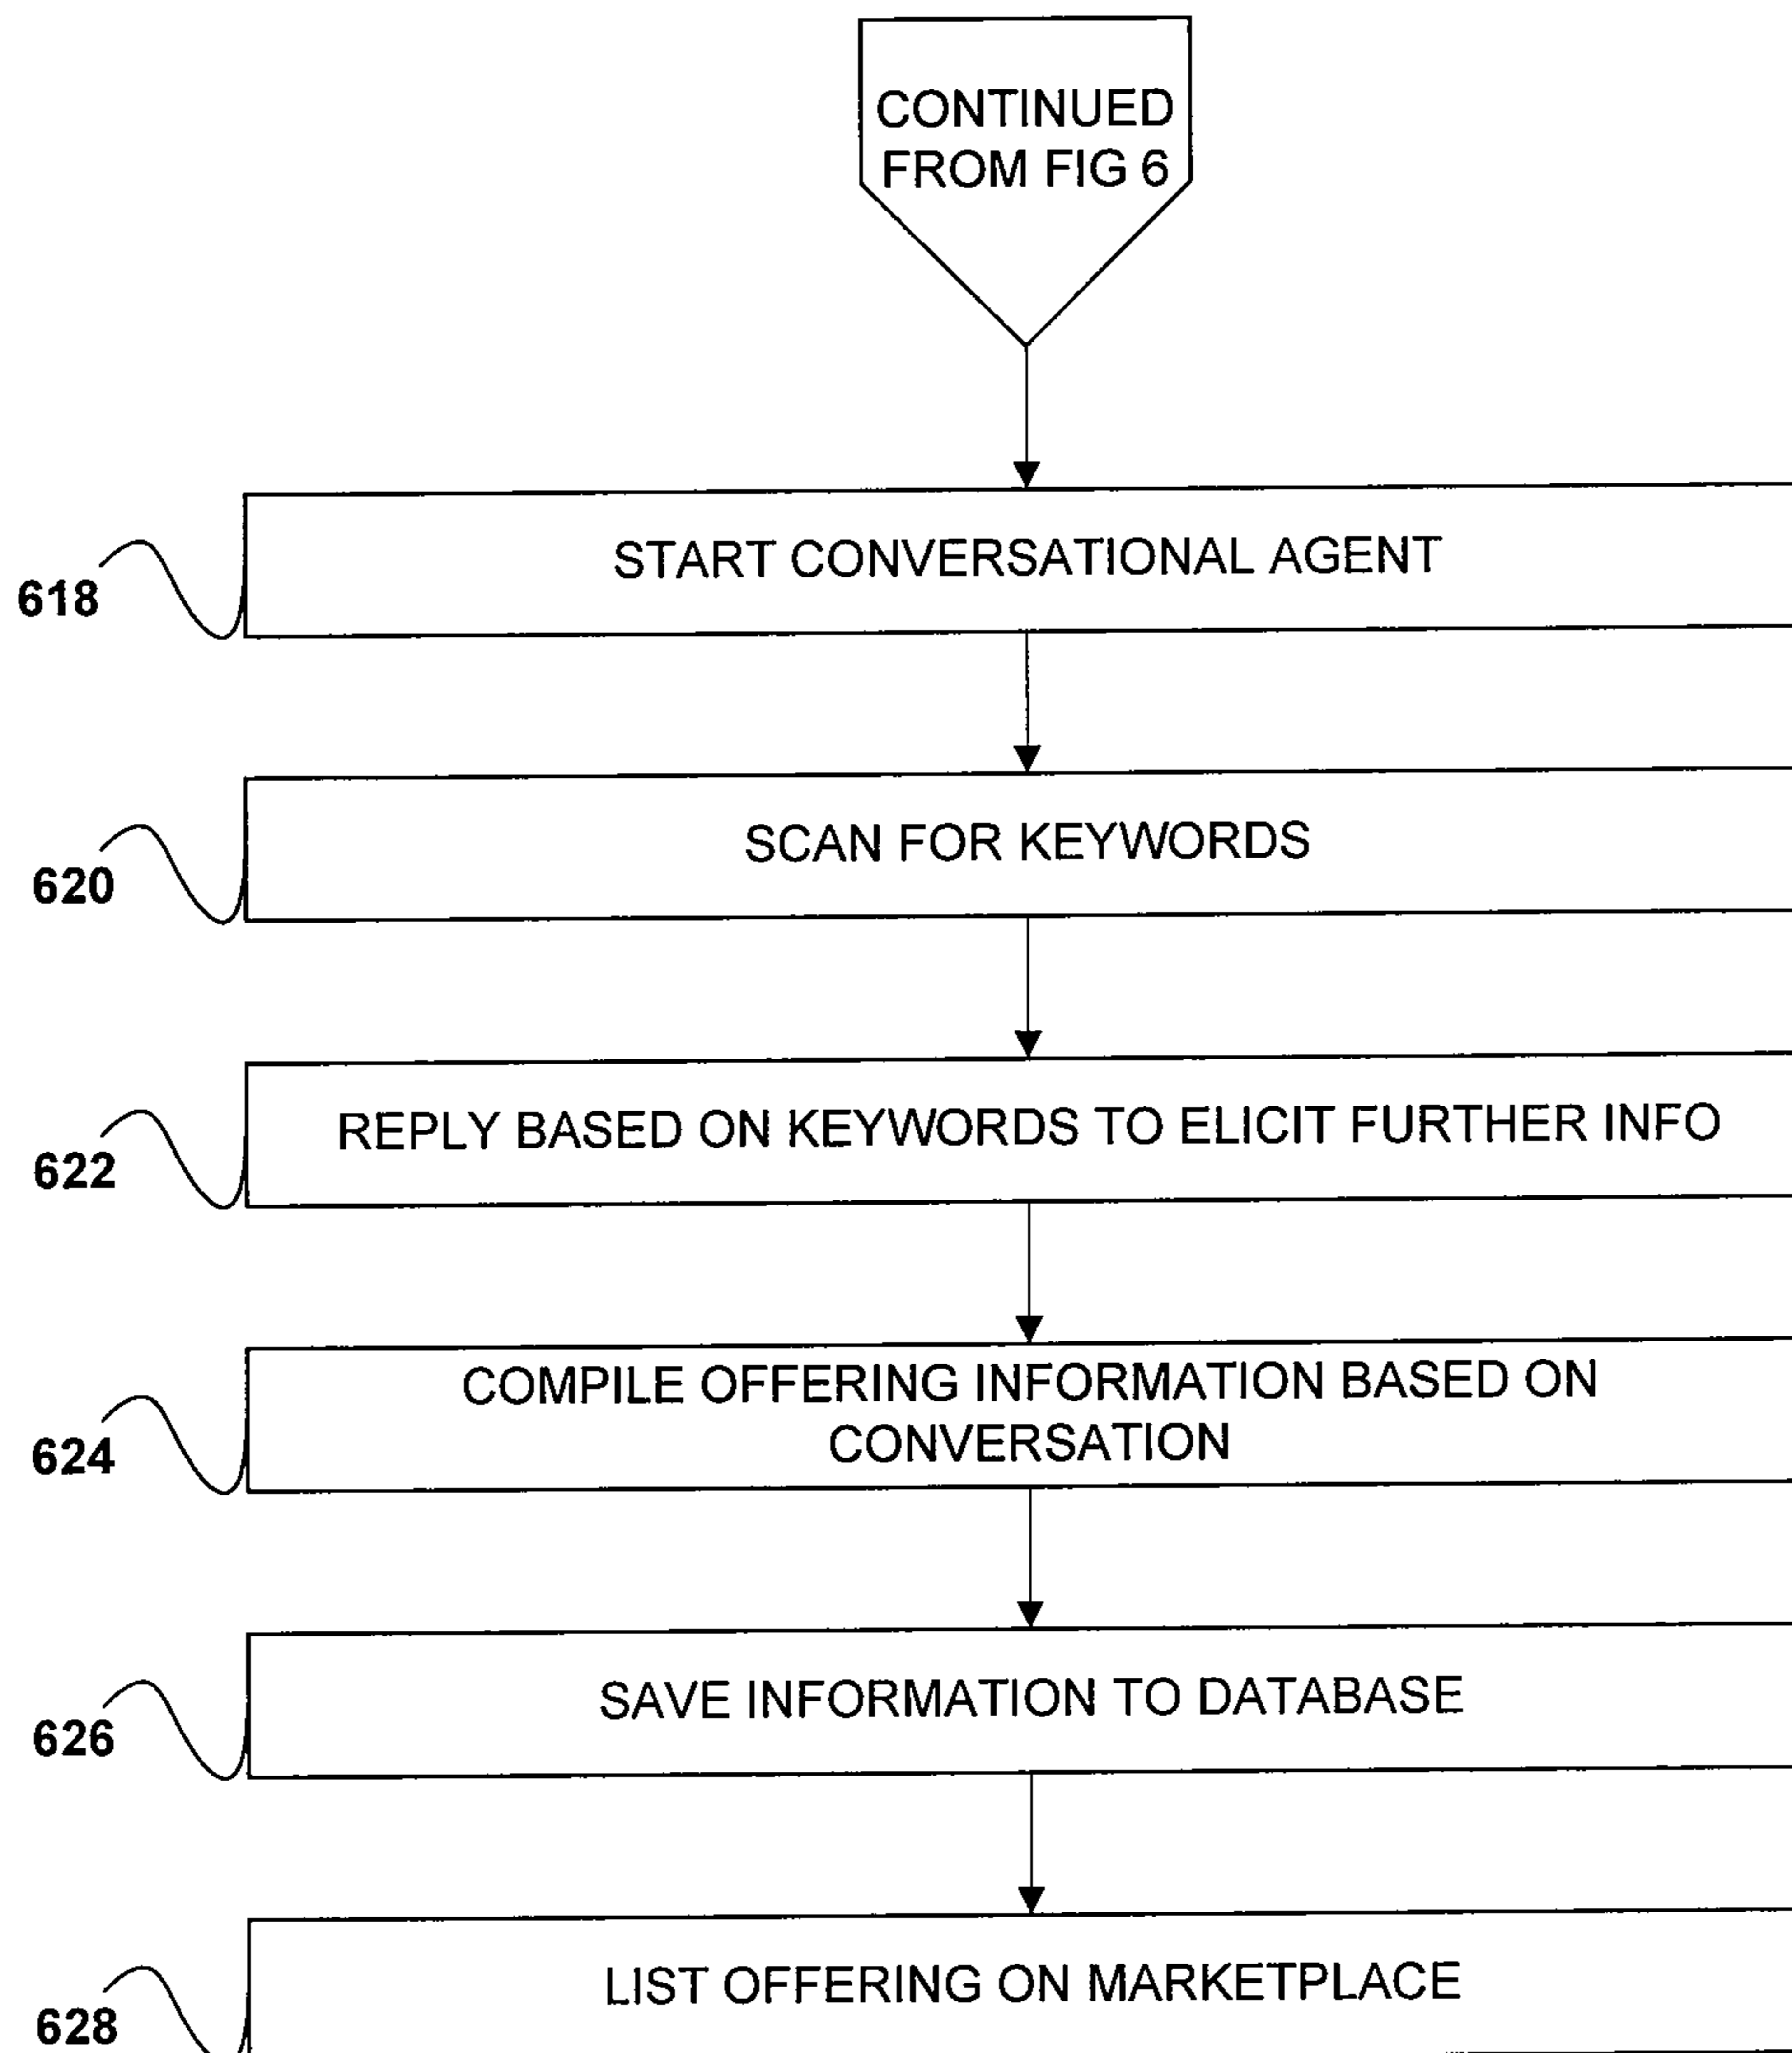 CONTINUED
FROM FIG 6
START CONVERSATIONAL AGENT
618
SCAN FOR KEYWORDS
620
REPLY BASED ON KEYWORDS TO ELICIT FURTHER INFO
622
COMPILE OFFERING INFORMATION BASED ON
CONVERSATION
624
SAVE INFORMATION TO DATABASE
626
LIST OFFERING ON MARKETPLACE
628